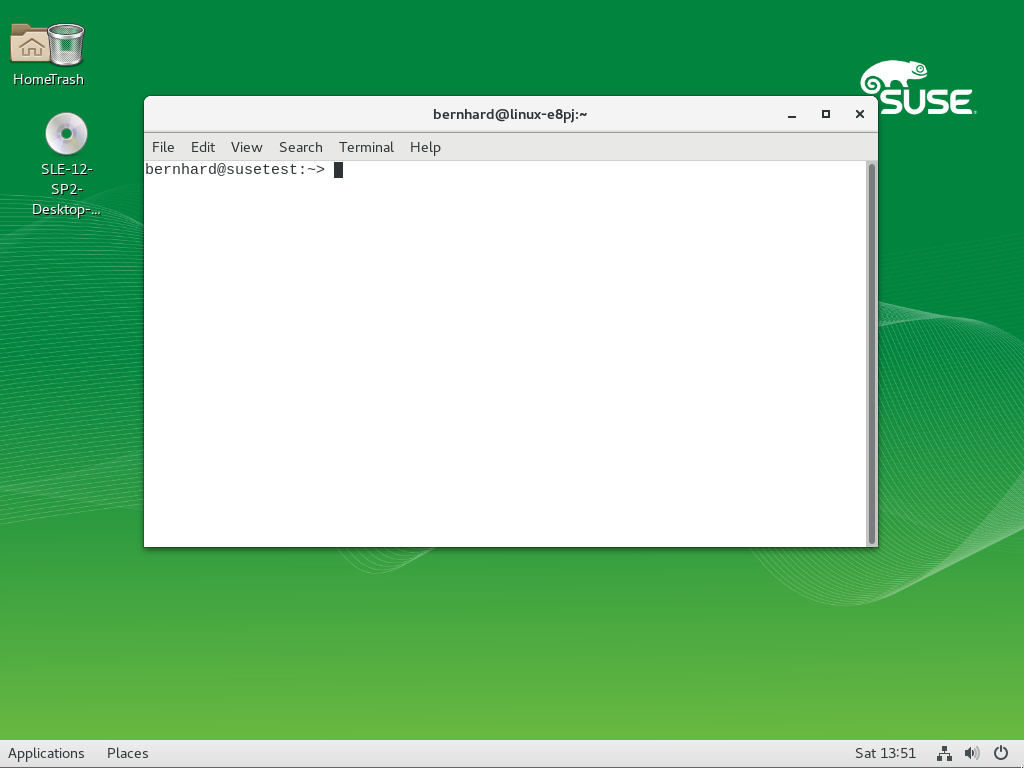 Home Trash
SLE-12-
SP2-
Desktop-...
SUSE
bernhard@linux-e8pj:~
File Edit View Search Terminal Help
bernhard@susetest:~>
Applications Places Sat 13:51